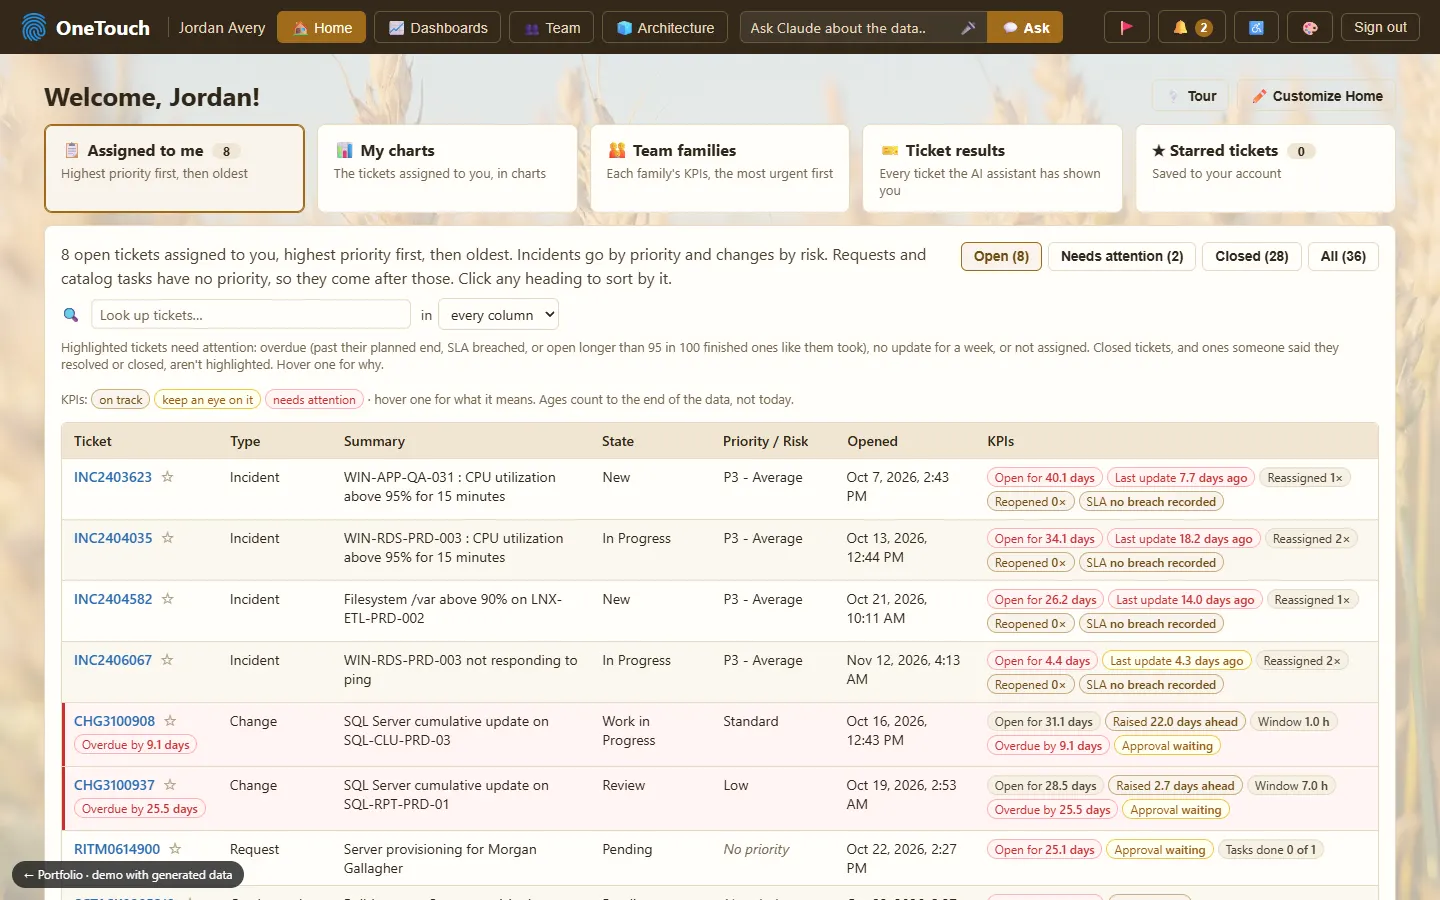 OneTouch
Jordan Avery
Home
Dashboards
Team
Architecture
Ask Claude about the data..
Ask
2
Sign out
Welcome, Jordan!
Tour
Customize Home
Assigned to me 8
Highest priority first, then oldest
My charts
The tickets assigned to you, in charts
Team families
Each family's KPIs, the most urgent first
Ticket results
Every ticket the AI assistant has shown
you
★ Starred tickets 0
Saved to your account
8 open tickets assigned to you, highest priority first, then oldest. Incidents go by priority and changes by risk. Requests and
catalog tasks have no priority, so they come after those. Click any heading to sort by it.
Open (8)
Needs attention (2)
Closed (28)
All (36)
Look up tickets...
in
every column
Highlighted tickets need attention: overdue (past their planned end, SLA breached, or open longer than 95 in 100 finished ones like them took), no update for a week, or not assigned. Closed tickets, and ones someone said they
resolved or closed, aren't highlighted. Hover one for why.
KPIs: on track keep an eye on it needs attention · hover one for what it means. Ages count to the end of the data, not today.
Ticket Type Summary State Priority / Risk Opened KPIs
INC2403623 ☆ Incident WIN-APP-QA-031 : CPU utilization New P3 - Average Oct 7, 2026, 2:43 Open for 40.1 days Last update 7.7 days ago Reassigned 1×
above 95% for 15 minutes PM Reopened 0× SLA no breach recorded
INC2404035 ☆ Incident WIN-RDS-PRD-003 : CPU utilization In Progress P3 - Average Oct 13, 2026, Open for 34.1 days Last update 18.2 days ago Reassigned 2×
above 95% for 15 minutes 12:44 PM Reopened 0× SLA no breach recorded
INC2404582 ☆ Incident Filesystem /var above 90% on LNX- New P3 - Average Oct 21, 2026, Open for 26.2 days Last update 14.0 days ago Reassigned 1×
ETL-PRD-002 10:11 AM Reopened 0× SLA no breach recorded
INC2406067 ☆ Incident WIN-RDS-PRD-003 not responding to In Progress P3 - Average Nov 12, 2026, 4:13 Open for 4.4 days Last update 4.3 days ago Reassigned 2×
ping AM Reopened 0× SLA no breach recorded
CHG3100908 ☆ Change SQL Server cumulative update on Work in Standard Oct 16, 2026, Open for 31.1 days Raised 22.0 days ahead Window 1.0 h
Overdue by 9.1 days SQL-CLU-PRD-03 Progress 12:43 PM Overdue by 9.1 days Approval waiting
CHG3100937 ☆ Change SQL Server cumulative update on Review Low Oct 19, 2026, 2:53 Open for 28.5 days Raised 2.7 days ahead Window 7.0 h
Overdue by 25.5 days SQL-RPT-PRD-01 AM Overdue by 25.5 days Approval waiting
RITM0614900 ☆ Request Server provisioning for Morgan Pending No priority Oct 22, 2026, 2:27 Open for 25.1 days Approval waiting Tasks done 0 of 1
Gallagher PM
← Portfolio · demo with generated data